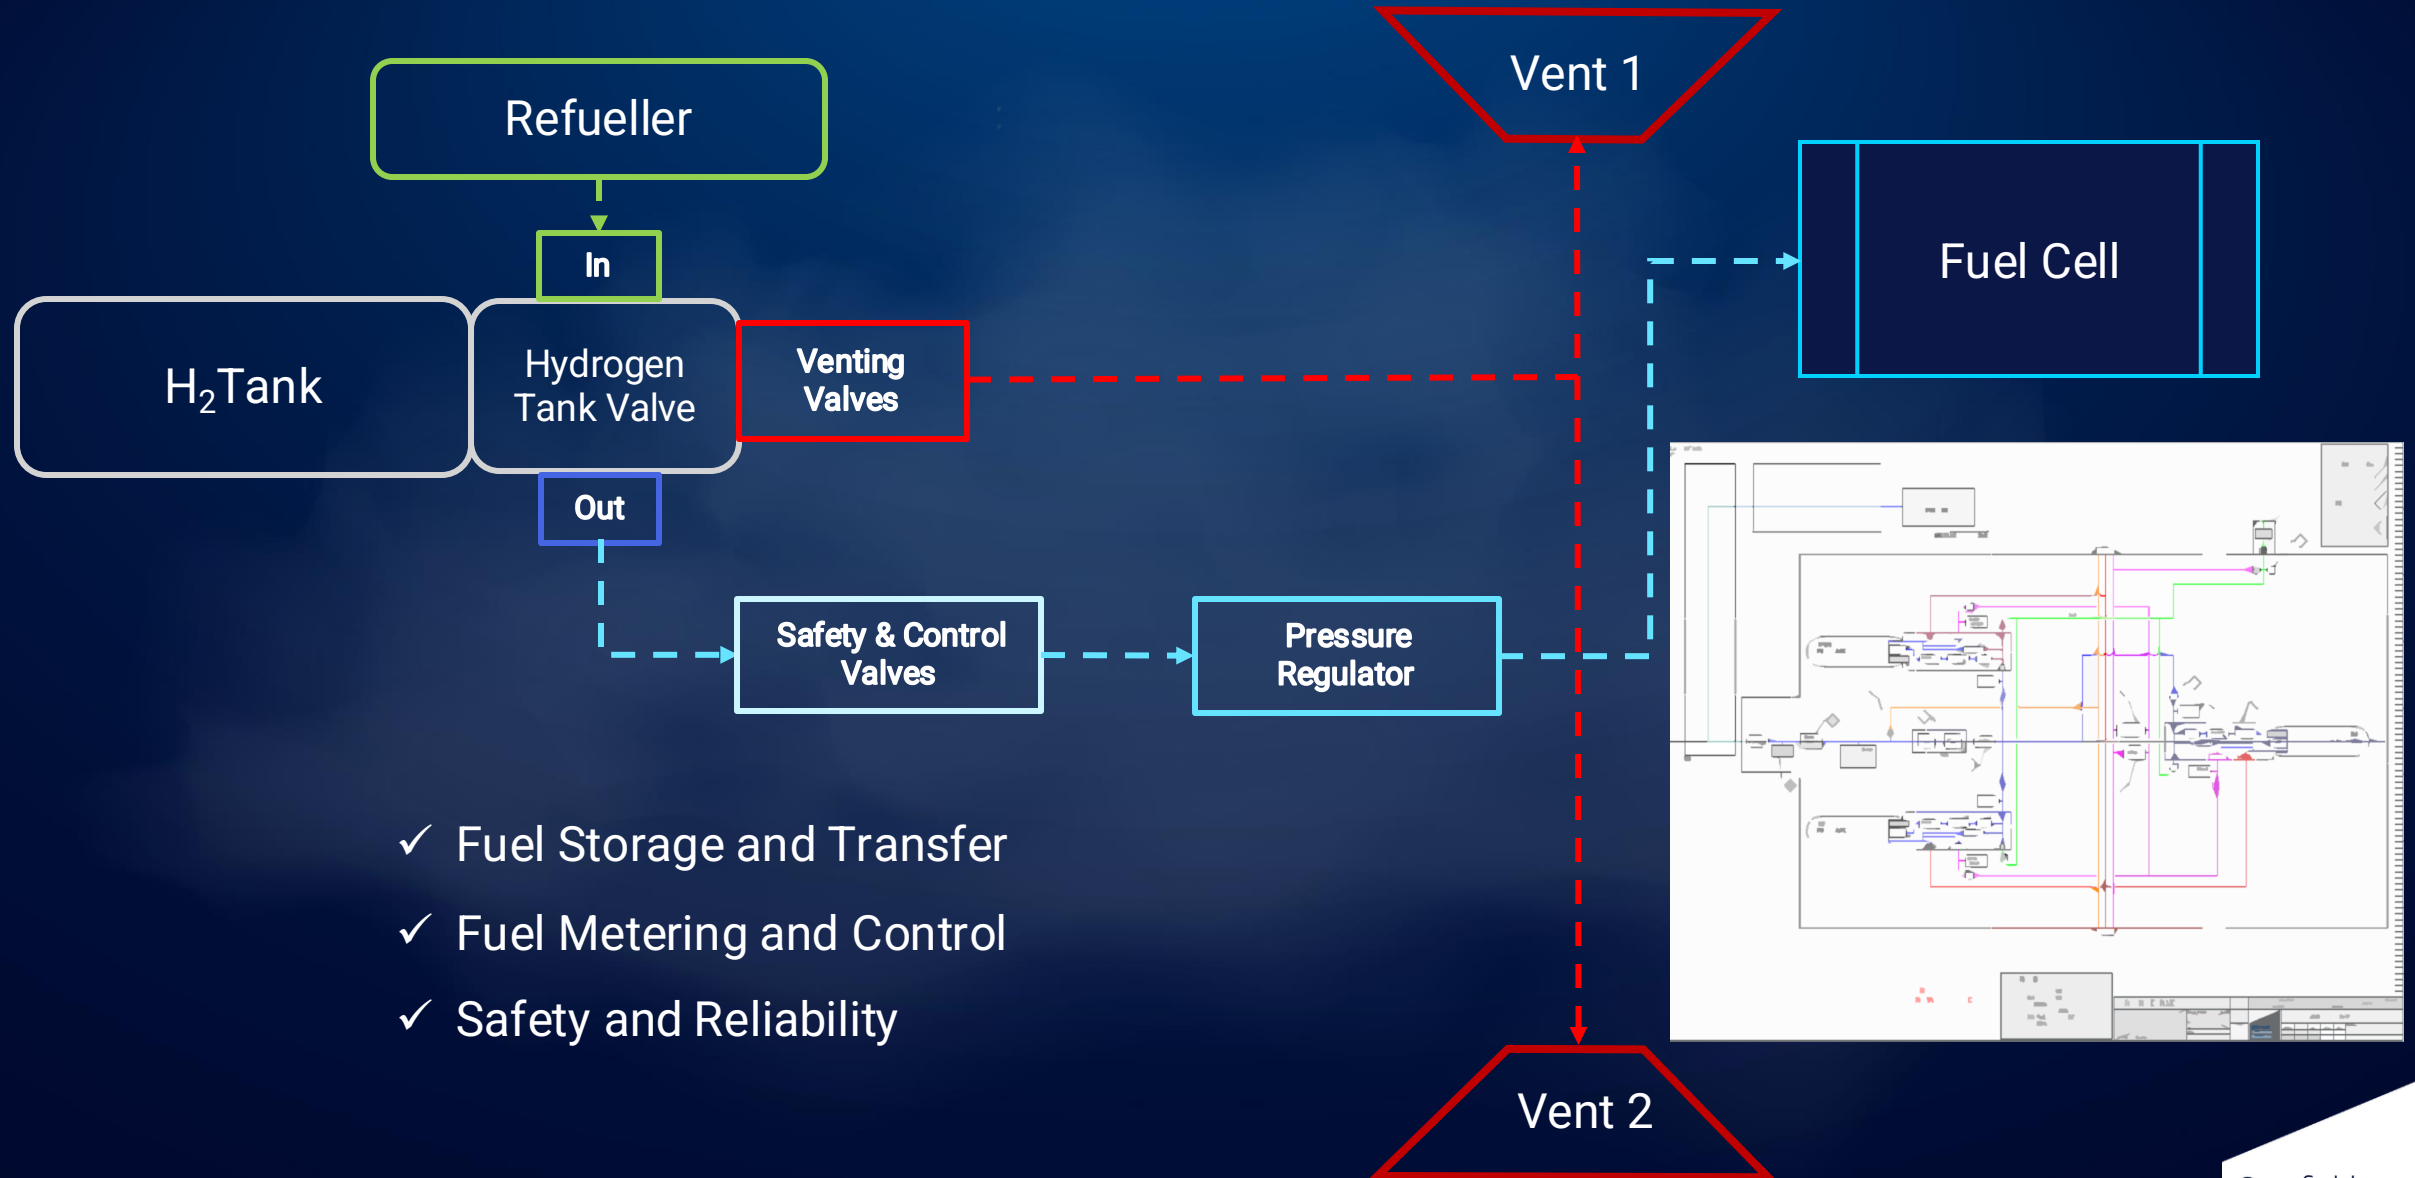 Vent 1
Refueller
In
Fuel Cell
H₂Tank
Hydrogen
Tank Valve
Venting
Valves
Out
Safety & Control
Valves
Pressure
Regulator
✓ Fuel Storage and Transfer
✓ Fuel Metering and Control
✓ Safety and Reliability
Vent 2